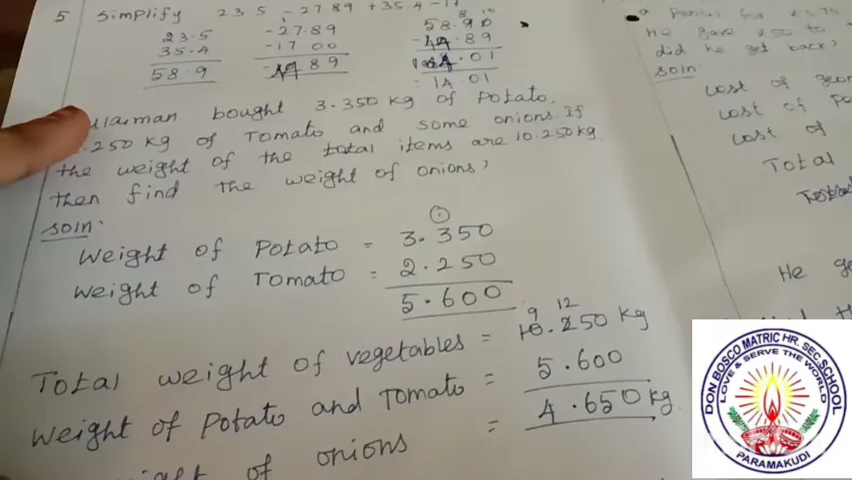 5 Simplify 23.5 - 27.89 + 35.4 - 17
23.5
35.4
58.9
-27.89
-17 00
89
8 10
58.90
.89
.01
14.01
bought 3.350 kg of Potato,
.250 kg of Tomato and some onions. If
the weight of the total items are 10.250 kg.
then find the weight of onions?
soln.
Weight of Potato = 3.350
Weight of Tomato = 2.250
5.600
9 12
Total weight of vegetables = 10.250 kg
Weight of Potato and Tomato = 5.600
of onions = 4.650 kg
a
He gave 250 to
did he get back?
soln
cost of
cost of
cost of
Total
He
DON BOSCO MATRIC HR. SEC. SCHOOL
LOVE & SERVE THE WORLD
PARAMAKUDI